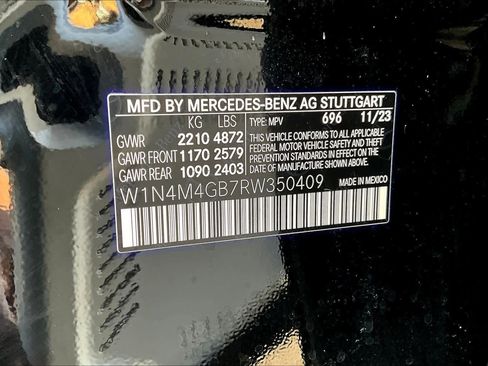 MFD BY MERCEDES-BENZ AG STUTTGART
KG LBS TYPE: MPV 696 11/23
GVWR 2210 4872
GAWR FRONT 1170 2579
GAWR REAR 1090 2403
THIS VEHICLE CONFORMS TO ALL APPLICABLE
FEDERAL MOTOR VEHICLE SAFETY AND THEFT
PREVENTION STANDARDS IN EFFECT ON THE
DATE OF MANUFACTURE SHOWN ABOVE.
W1N4M4GB7RW350409 MADE IN MEXICO